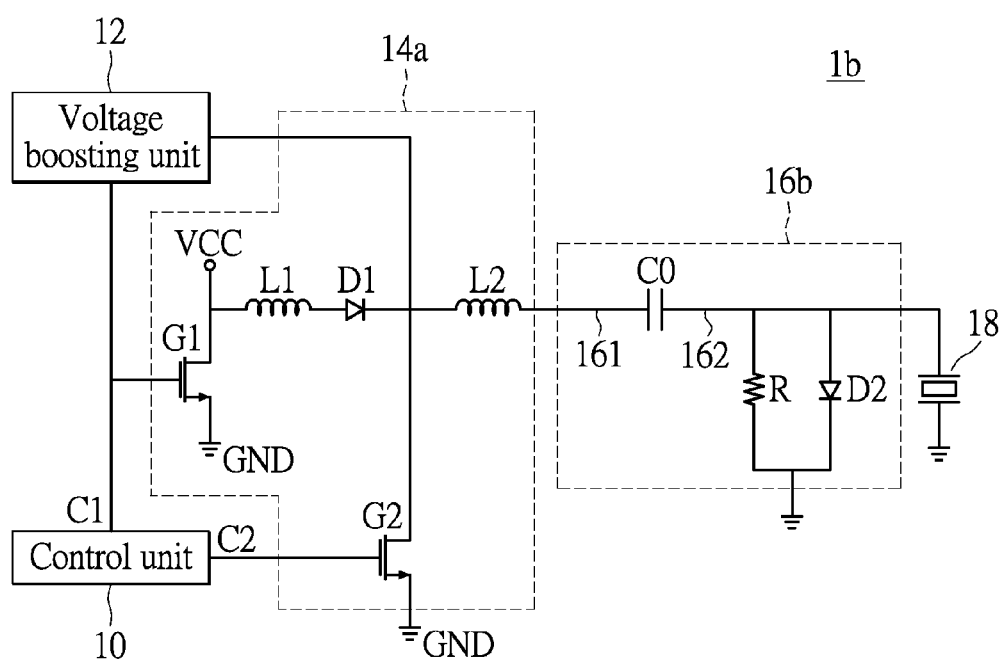 12
14a
1b
Voltage
boosting unit
16b
VCC
L1
D1
L2
C0
18
G1
161
162
R
D2
GND
C1
G2
Control unit
C2
10
GND